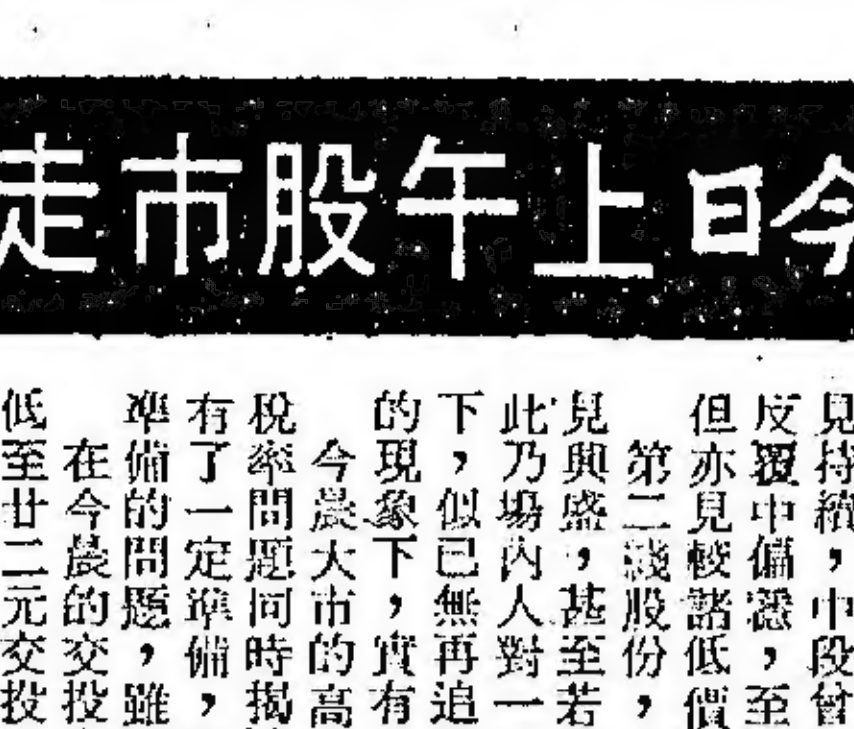 今日上午股市走
見持續，中段曾
反覆中偏澀，至
但亦見較諸低價
第二綫股份，
見興盛，甚至若
此乃場內人對一
下，似已無再追
的現象下，實有
今晨大市的高
稅率問題何時揭
有了一定準備，
準備的問題，雖
在今晨的交投
低至廿二元交投